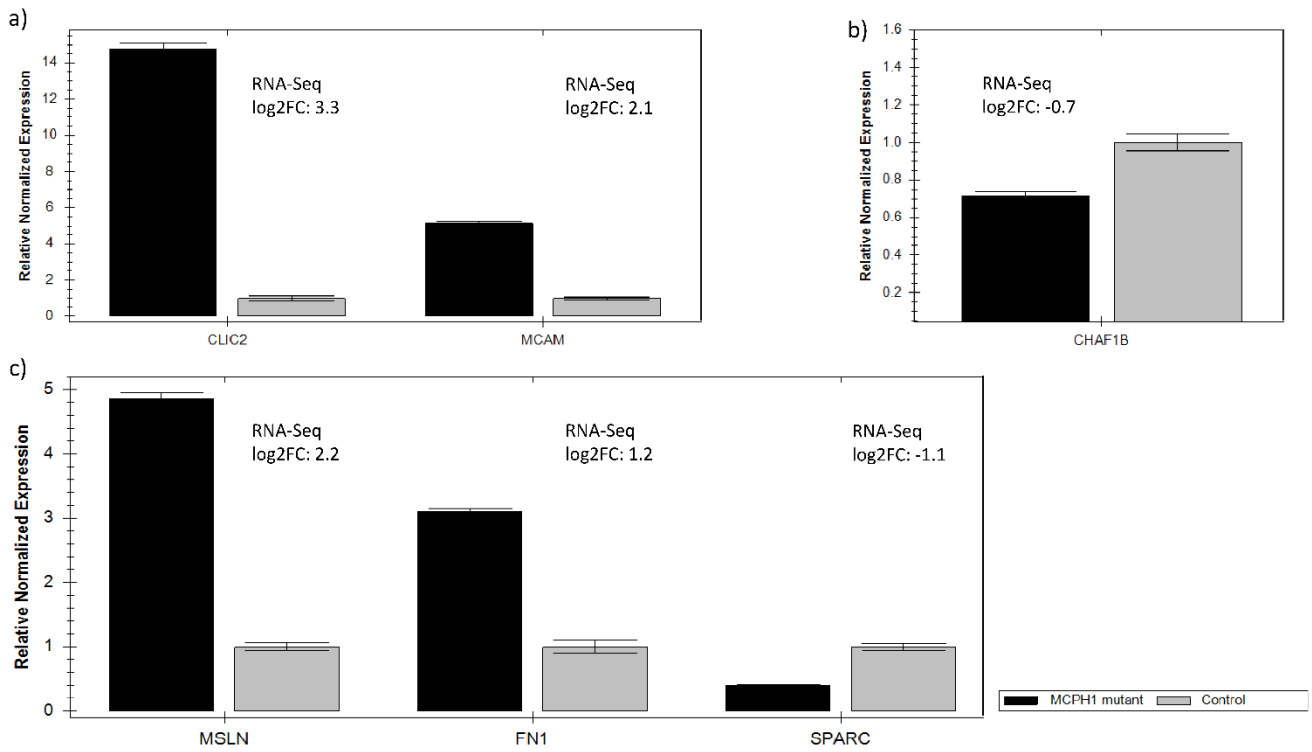 a)
Relative Normalized Expression
14
12
10
8
6
4
2
0
RNA-Seq
log2FC: 3.3
RNA-Seq
log2FC: 2.1
CLIC2
MCAM
b)
Relative Normalized Expression
1.6
1.4
1.2
1.0
0.8
0.6
0.4
0.2
RNA-Seq
log2FC: -0.7
CHAF1B
c)
Relative Normalized Expression
5
4
3
2
1
0
RNA-Seq
log2FC: 2.2
RNA-Seq
log2FC: 1.2
RNA-Seq
log2FC: -1.1
MSLN
FN1
SPARC
MCPH1 mutant
Control